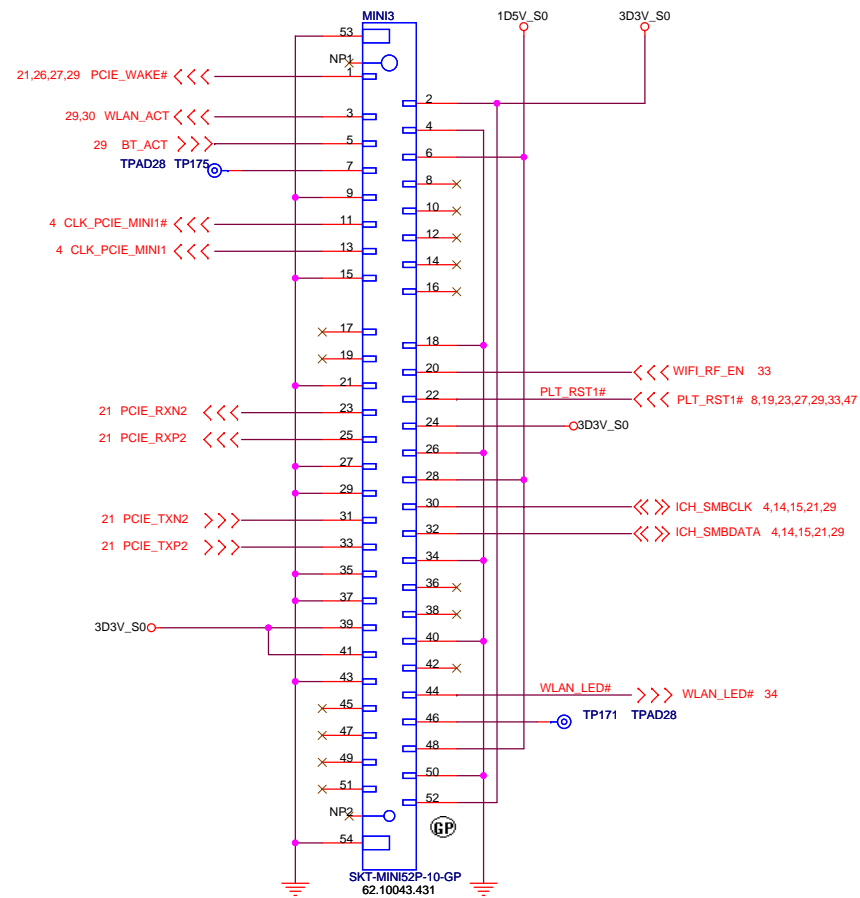 MINI3
1D5V_S0
3D3V_S0
53
NP1
21,26,27,29 PCIE_WAKE#
1
2
29,30 WLAN_ACT
3
4
29 BT_ACT
5
6
TPAD28 TP175
7
8
9
10
4 CLK_PCIE_MINI1#
11
12
4 CLK_PCIE_MINI1
13
14
15
16
17
18
19
20
WIFI_RF_EN 33
21
22
PLT_RST1#
PLT_RST1# 8,19,23,27,29,33,47
21 PCIE_RXN2
23
24
3D3V_S0
21 PCIE_RXP2
25
26
27
28
29
30
ICH_SMBCLK 4,14,15,21,29
21 PCIE_TXN2
31
32
ICH_SMBDATA 4,14,15,21,29
21 PCIE_TXP2
33
34
35
36
37
38
3D3V_S0
39
40
41
42
43
44
WLAN_LED#
WLAN_LED# 34
45
46
TP171 TPAD28
47
48
49
50
51
52
NP2
GP
54
SKT-MINI52P-10-GP
62.10043.431